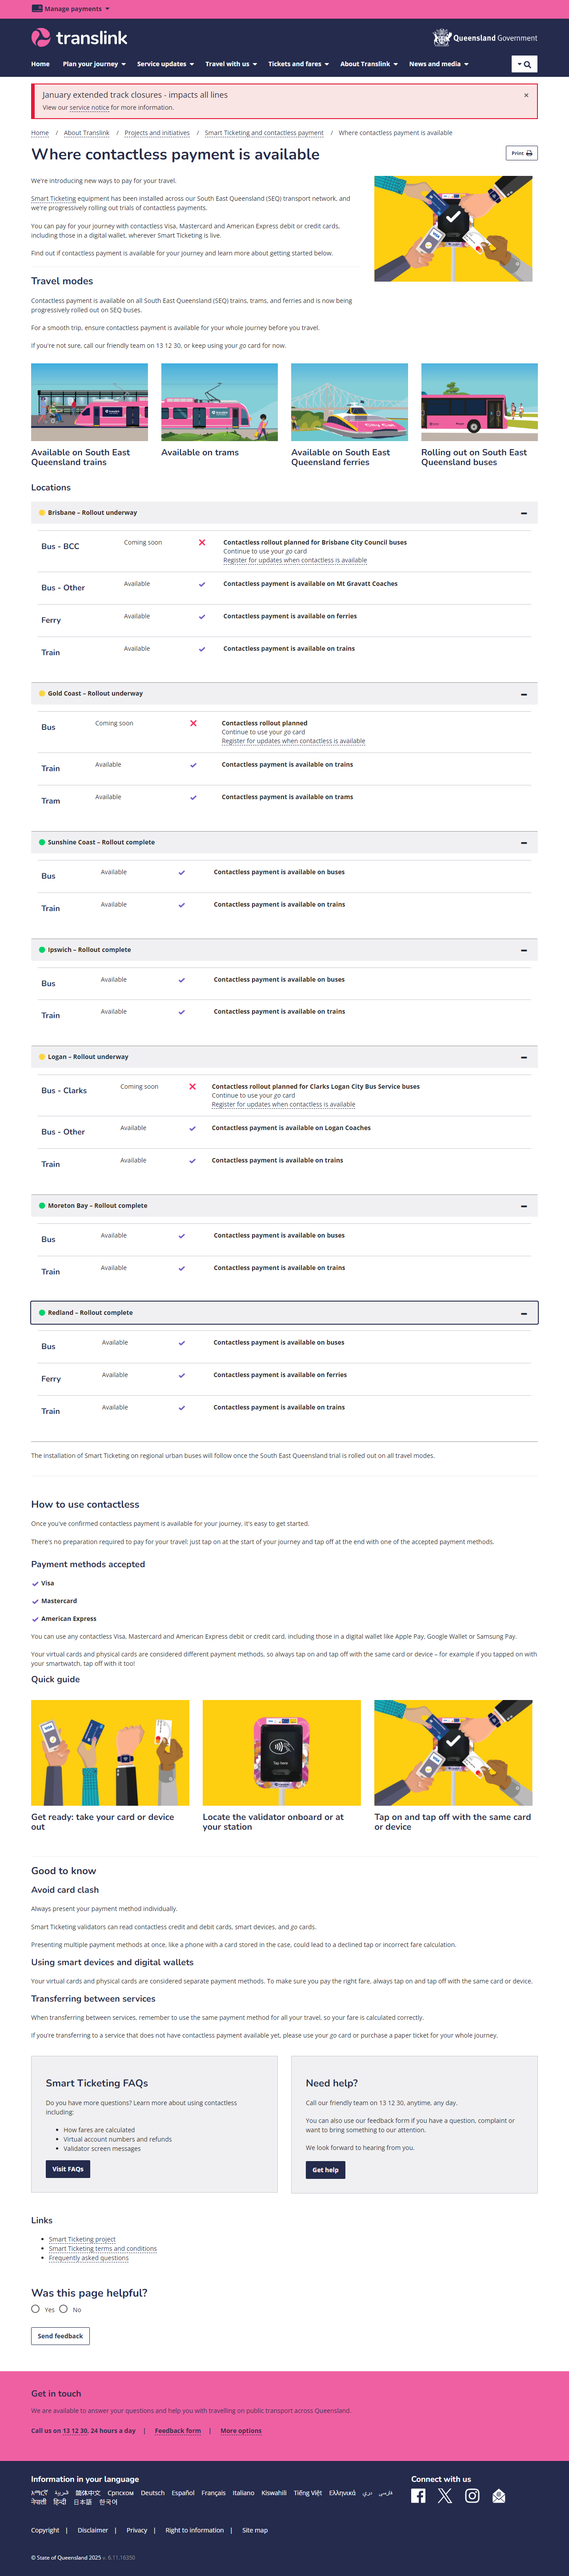 Manage payments
translink
Queensland Government
Home Plan your journey Service updates Travel with us Tickets and fares About Translink News and media
January extended track closures - impacts all lines ×
View our service notice for more information.
Home / About Translink / Projects and initiatives / Smart Ticketing and contactless payment / Where contactless payment is available
Where contactless payment is available
Print
We're introducing new ways to pay for your travel.
Smart Ticketing equipment has been installed across our South East Queensland (SEQ) transport network, and
we're progressively rolling out trials of contactless payments.
You can pay for your journey with contactless Visa, Mastercard and American Express debit or credit cards,
including those in a digital wallet, wherever Smart Ticketing is live.
Find out if contactless payment is available for your journey and learn more about getting started below.
Travel modes
Contactless payment is available on all South East Queensland (SEQ) trains, trams, and ferries and is now being
progressively rolled out on SEQ buses.
For a smooth trip, ensure contactless payment is available for your whole journey before you travel.
If you're not sure, call our friendly team on 13 12 30, or keep using your go card for now.
Available on South East
Queensland trains
Available on trams
Available on South East
Queensland ferries
Rolling out on South East
Queensland buses
Locations
Brisbane – Rollout underway
Bus - BCC Coming soon Contactless rollout planned for Brisbane City Council buses
Continue to use your go card
Register for updates when contactless is available
Bus - Other Available Contactless payment is available on Mt Gravatt Coaches
Ferry Available Contactless payment is available on ferries
Train Available Contactless payment is available on trains
Gold Coast – Rollout underway
Bus Coming soon Contactless rollout planned
Continue to use your go card
Register for updates when contactless is available
Train Available Contactless payment is available on trains
Tram Available Contactless payment is available on trams
Sunshine Coast – Rollout complete
Bus Available Contactless payment is available on buses
Train Available Contactless payment is available on trains
Ipswich – Rollout complete
Bus Available Contactless payment is available on buses
Train Available Contactless payment is available on trains
Logan – Rollout underway
Bus - Clarks Coming soon Contactless rollout planned for Clarks Logan City Bus Service buses
Continue to use your go card
Register for updates when contactless is available
Bus - Other Available Contactless payment is available on Logan Coaches
Train Available Contactless payment is available on trains
Moreton Bay – Rollout complete
Bus Available Contactless payment is available on buses
Train Available Contactless payment is available on trains
Redland – Rollout complete
Bus Available Contactless payment is available on buses
Ferry Available Contactless payment is available on ferries
Train Available Contactless payment is available on trains
The installation of Smart Ticketing on regional urban buses will follow once the South East Queensland trial is rolled out on all travel modes.
How to use contactless
Once you've confirmed contactless payment is available for your journey, it's easy to get started.
There's no preparation required to pay for your travel: just tap on at the start of your journey and tap off at the end with one of the accepted payment methods.
Payment methods accepted
Visa
Mastercard
American Express
You can use any contactless Visa, Mastercard and American Express debit or credit card, including those in a digital wallet like Apple Pay, Google Wallet or Samsung Pay.
Your virtual cards and physical cards are considered different payment methods, so always tap on and tap off with the same card or device – for example if you tapped on with
your smartwatch, tap off with it too!
Quick guide
Tap here
Get ready: take your card or device
out
Locate the validator onboard or at
your station
Tap on and tap off with the same card
or device
Good to know
Avoid card clash
Always present your payment method individually.
Smart Ticketing validators can read contactless credit and debit cards, smart devices, and go cards.
Presenting multiple payment methods at once, like a phone with a card stored in the case, could lead to a declined tap or incorrect fare calculation.
Using smart devices and digital wallets
Your virtual cards and physical cards are considered separate payment methods. To make sure you pay the right fare, always tap on and tap off with the same card or device.
Transferring between services
When transferring between services, remember to use the same payment method for all your travel, so your fare is calculated correctly.
If you're transferring to a service that does not have contactless payment available yet, please use your go card or purchase a paper ticket for your whole journey.
Smart Ticketing FAQs
Do you have more questions? Learn more about using contactless
including:
How fares are calculated
Virtual account numbers and refunds
Validator screen messages
Visit FAQs
Need help?
Call our friendly team on 13 12 30, anytime, any day.
You can also use our feedback form if you have a question, complaint or
want to bring something to our attention.
We look forward to hearing from you.
Get help
Links
Smart Ticketing project
Smart Ticketing terms and conditions
Frequently asked questions
Was this page helpful?
Yes No
Send feedback
Get in touch
We are available to answer your questions and help you with travelling on public transport across Queensland.
Call us on 13 12 30, 24 hours a day | Feedback form | More options
Information in your language
አማርኛ العربية 简体中文 Српском Deutsch Español Français Italiano Kiswahili Tiếng Việt Ελληνικά دری فارسی
नेपाली हिन्दी 日本語 한국어
Connect with us
Copyright | Disclaimer | Privacy | Right to information | Site map
© State of Queensland 2025 v. 6.11.16350